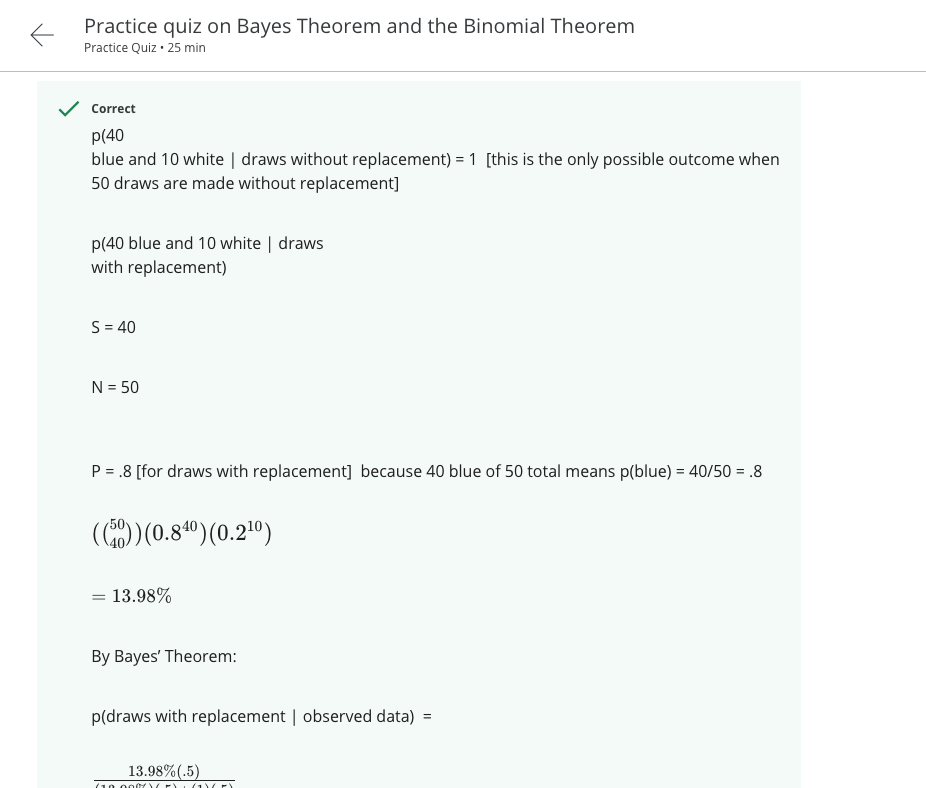 Practice quiz on Bayes Theorem and the Binomial Theorem
Practice Quiz • 25 min
Correct
p(40
blue and 10 white | draws without replacement) = 1 [this is the only possible outcome when
50 draws are made without replacement]
p(40 blue and 10 white | draws
with replacement)
S = 40
N = 50
P = .8 [for draws with replacement] because 40 blue of 50 total means p(blue) = 40/50 = .8
((50 40))(0.8^40)(0.2^10)
= 13.98%
By Bayes’ Theorem:
p(draws with replacement | observed data) =
13.98%(.5)